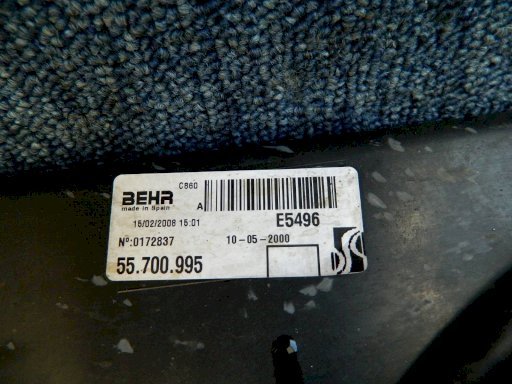 C860
BEHR
made in Spain
A
15/02/2008 15:01
E5496
Nº:0172837
10-05-2000
55.700.995